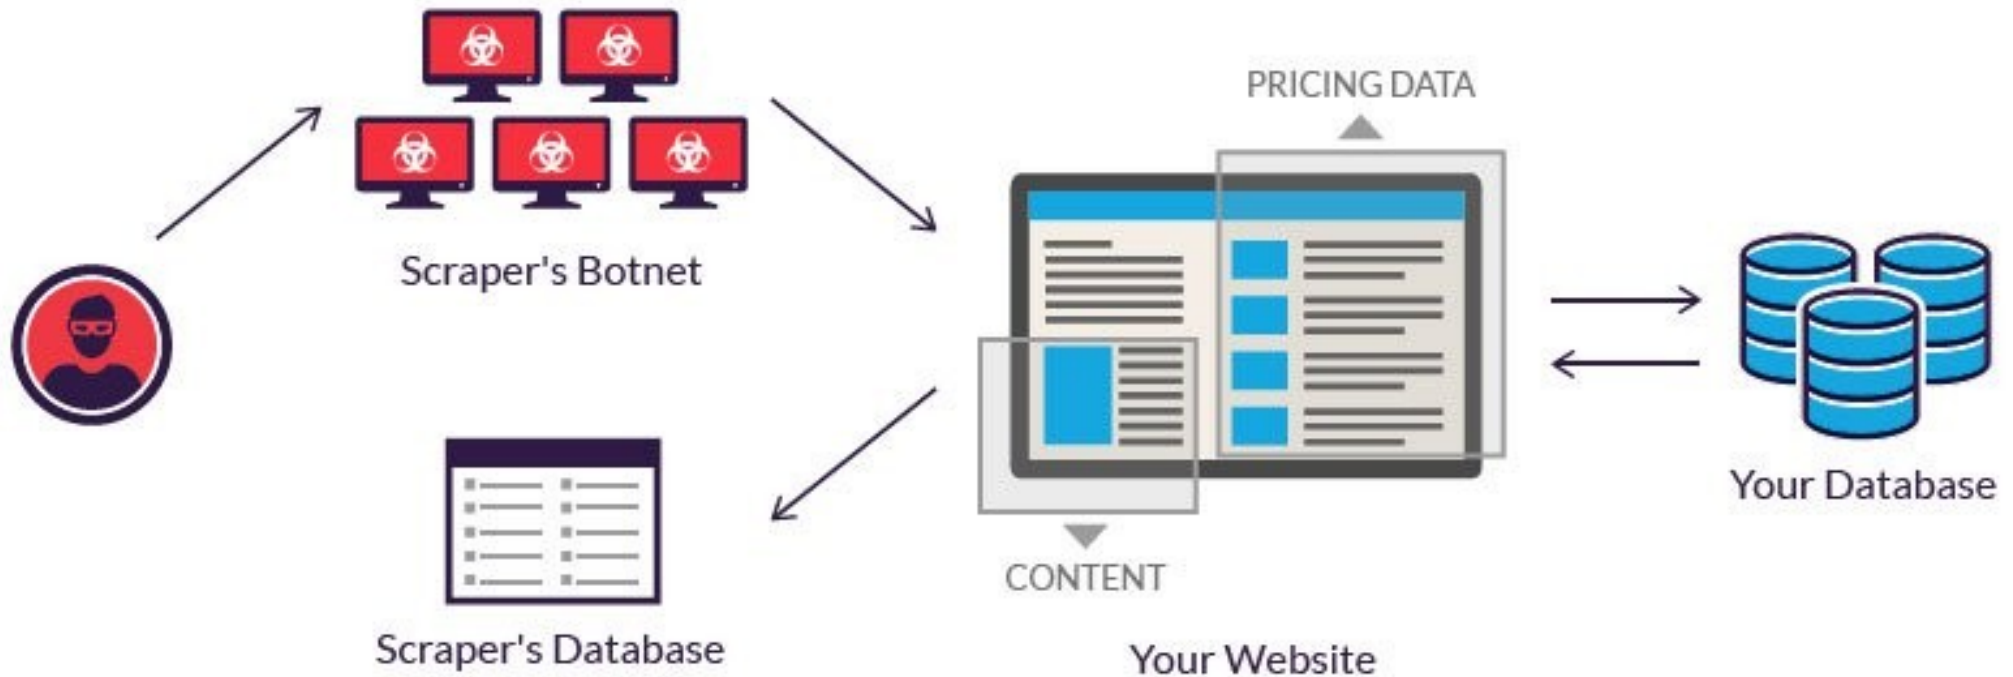 PRICING DATA
Scraper's Botnet
Your Database
CONTENT
Scraper's Database
Your Website